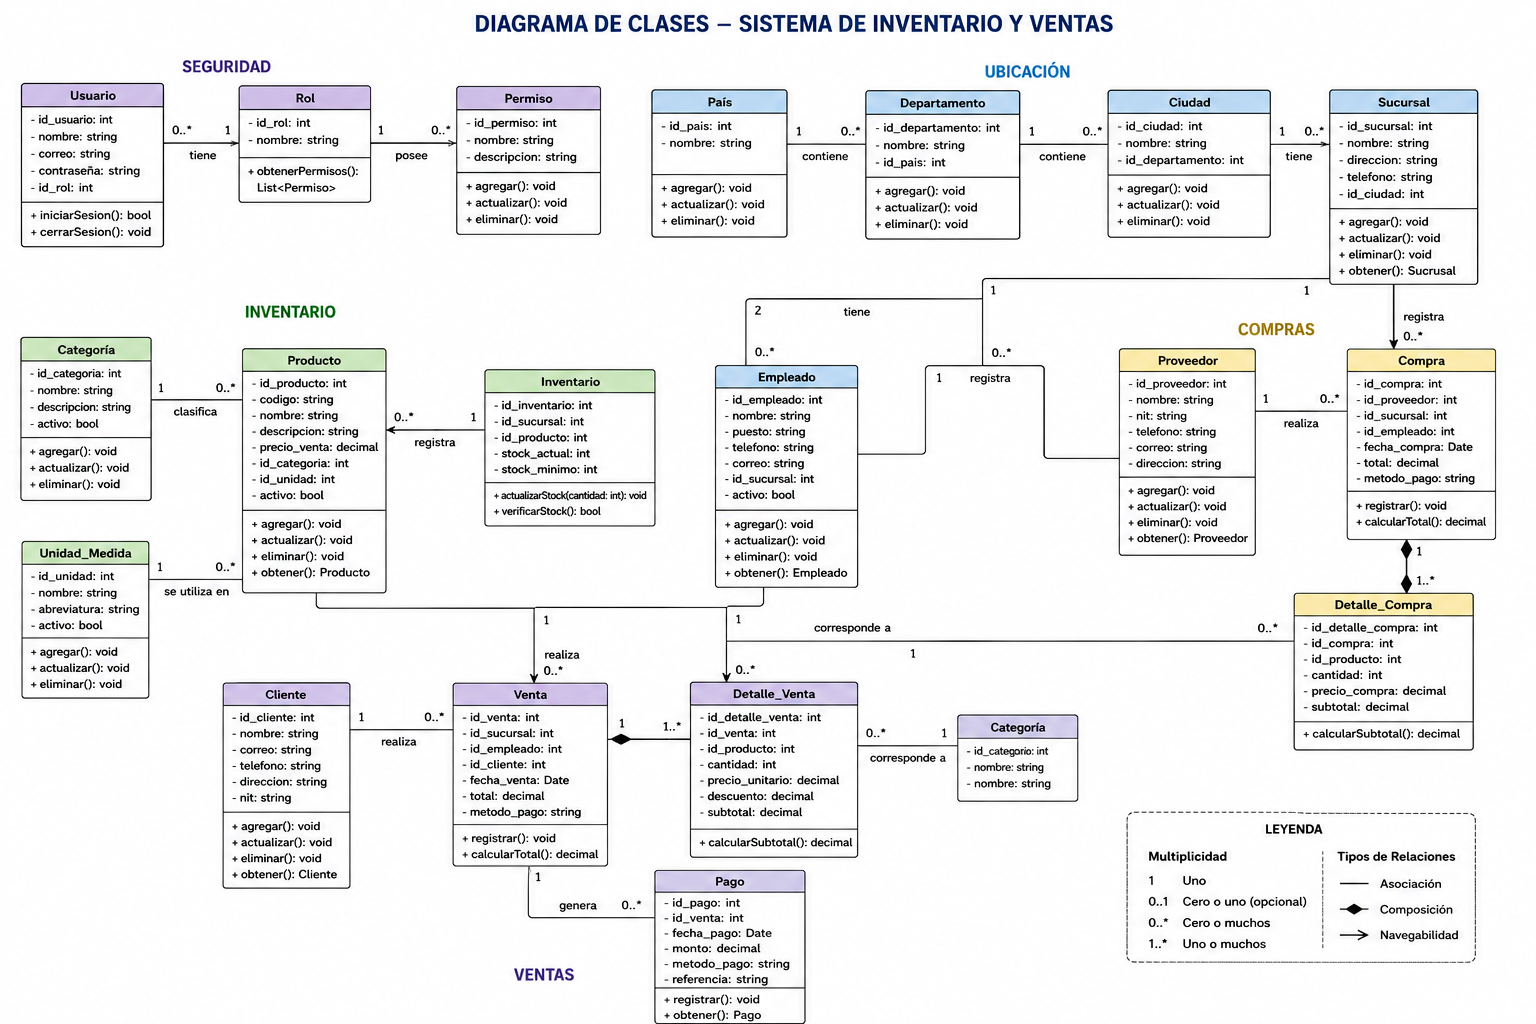 DIAGRAMA DE CLASES – SISTEMA DE INVENTARIO Y VENTAS
SEGURIDAD
Usuario
- id_usuario: int
- nombre: string
- correo: string
- contraseña: string
- id_rol: int
+ iniciarSesion(): bool
+ cerrarSesion(): void
0..* 1
tiene
Rol
- id_rol: int
- nombre: string
+ obtenerPermisos():
List<Permiso>
1 0..*
posee
Permiso
- id_permiso: int
- nombre: string
- descripcion: string
+ agregar(): void
+ actualizar(): void
+ eliminar(): void
UBICACIÓN
País
- id_pais: int
- nombre: string
+ agregar(): void
+ actualizar(): void
+ eliminar(): void
1 0..*
contiene
Departamento
- id_departamento: int
- nombre: string
- id_pais: int
+ agregar(): void
+ actualizar(): void
+ eliminar(): void
1 0..*
contiene
Ciudad
- id_ciudad: int
- nombre: string
- id_departamento: int
+ agregar(): void
+ actualizar(): void
+ eliminar(): void
1 0..*
tiene
Sucursal
- id_sucursal: int
- nombre: string
- direccion: string
- telefono: string
- id_ciudad: int
+ agregar(): void
+ actualizar(): void
+ eliminar(): void
+ obtener(): Sucrusal
1 1
2
tiene
0..* 0..*
1 registra
registra
0..*
INVENTARIO
Categoría
- id_categoria: int
- nombre: string
- descripcion: string
- activo: bool
+ agregar(): void
+ actualizar(): void
+ eliminar(): void
1 0..*
clasifica
Producto
- id_producto: int
- codigo: string
- nombre: string
- descripcion: string
- precio_venta: decimal
- id_categoria: int
- id_unidad: int
- activo: bool
+ agregar(): void
+ actualizar(): void
+ eliminar(): void
+ obtener(): Producto
0..* 1
registra
Inventario
- id_inventario: int
- id_sucursal: int
- id_producto: int
- stock_actual: int
- stock_minimo: int
+ actualizarStock(cantidad: int): void
+ verificarStock(): bool
Unidad_Medida
- id_unidad: int
- nombre: string
- abreviatura: string
- activo: bool
+ agregar(): void
+ actualizar(): void
+ eliminar(): void
1 0..*
se utiliza en
Empleado
- id_empleado: int
- nombre: string
- puesto: string
- telefono: string
- correo: string
- id_sucursal: int
- activo: bool
+ agregar(): void
+ actualizar(): void
+ eliminar(): void
+ obtener(): Empleado
COMPRAS
Proveedor
- id_proveedor: int
- nombre: string
- nit: string
- telefono: string
- correo: string
- direccion: string
+ agregar(): void
+ actualizar(): void
+ eliminar(): void
+ obtener(): Proveedor
1 0..*
realiza
Compra
- id_compra: int
- id_proveedor: int
- id_sucursal: int
- id_empleado: int
- fecha_compra: Date
- total: decimal
- metodo_pago: string
+ registrar(): void
+ calcularTotal(): decimal
1
1..*
Detalle_Compra
- id_detalle_compra: int
- id_compra: int
- id_producto: int
- cantidad: int
- precio_compra: decimal
- subtotal: decimal
+ calcularSubtotal(): decimal
1
realiza
0..*
1
0..*
corresponde a 0..*
1
Cliente
- id_cliente: int
- nombre: string
- correo: string
- telefono: string
- direccion: string
- nit: string
+ agregar(): void
+ actualizar(): void
+ eliminar(): void
+ obtener(): Cliente
1 0..*
realiza
Venta
- id_venta: int
- id_sucursal: int
- id_empleado: int
- id_cliente: int
- fecha_venta: Date
- total: decimal
- metodo_pago: string
+ registrar(): void
+ calcularTotal(): decimal
1 1..*
Detalle_Venta
- id_detalle_venta: int
- id_venta: int
- id_producto: int
- cantidad: int
- precio_unitario: decimal
- descuento: decimal
- subtotal: decimal
+ calcularSubtotal(): decimal
0..* 1
corresponde a
Categoría
- id_categorio: int
- nombre: string
- nombre: string
1
genera 0..*
Pago
- id_pago: int
- id_venta: int
- fecha_pago: Date
- monto: decimal
- metodo_pago: string
- referencia: string
+ registrar(): void
+ obtener(): Pago
VENTAS
LEYENDA
Multiplicidad
1 Uno
0..1 Cero o uno (opcional)
0..* Cero o muchos
1..* Uno o muchos
Tipos de Relaciones
Asociación
Composición
Navegabilidad